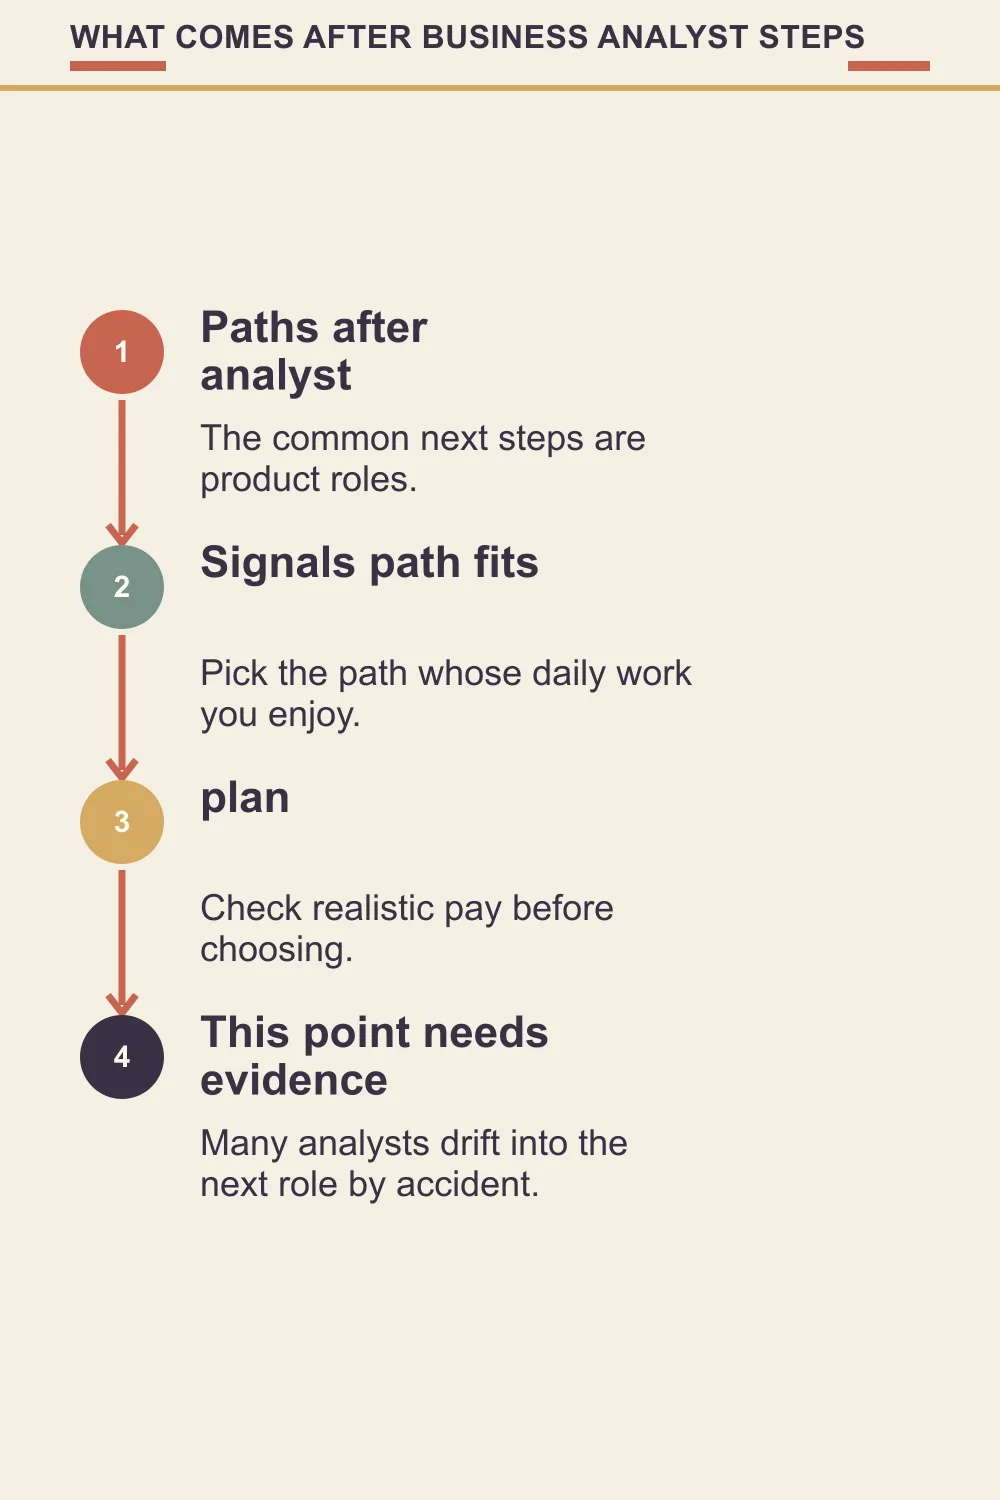 WHAT COMES AFTER BUSINESS ANALYST STEPS
1
Paths after
analyst
The common next steps are
product roles.
2
Signals path fits
Pick the path whose daily work
you enjoy.
3
plan
Check realistic pay before
choosing.
4
This point needs
evidence
Many analysts drift into the
next role by accident.